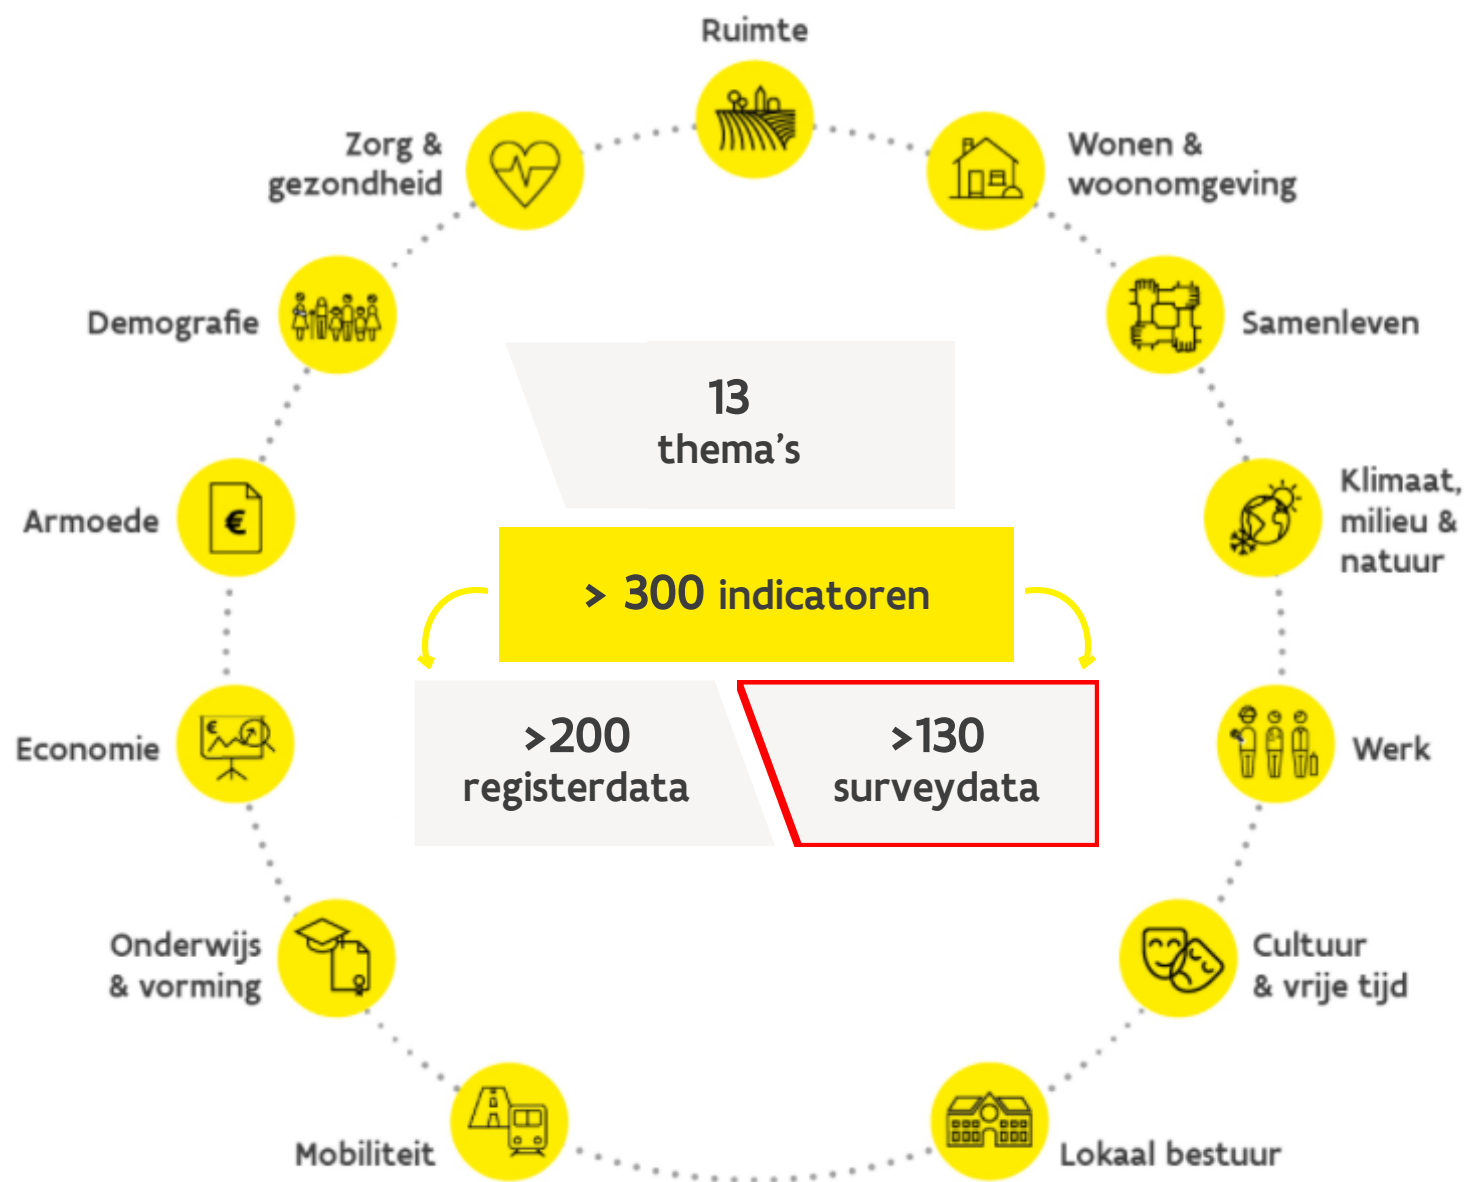 Ruimte
Zorg &
gezondheid
Wonen &
woonomgeving
Demografie
Samenleven
13
thema's
Armoede
Klimaat,
milieu &
natuur
> 300 indicatoren
>200
registerdata
>130
surveydata
Economie
Werk
Onderwijs
& vorming
Cultuur
& vrije tijd
Mobiliteit
Lokaal bestuur